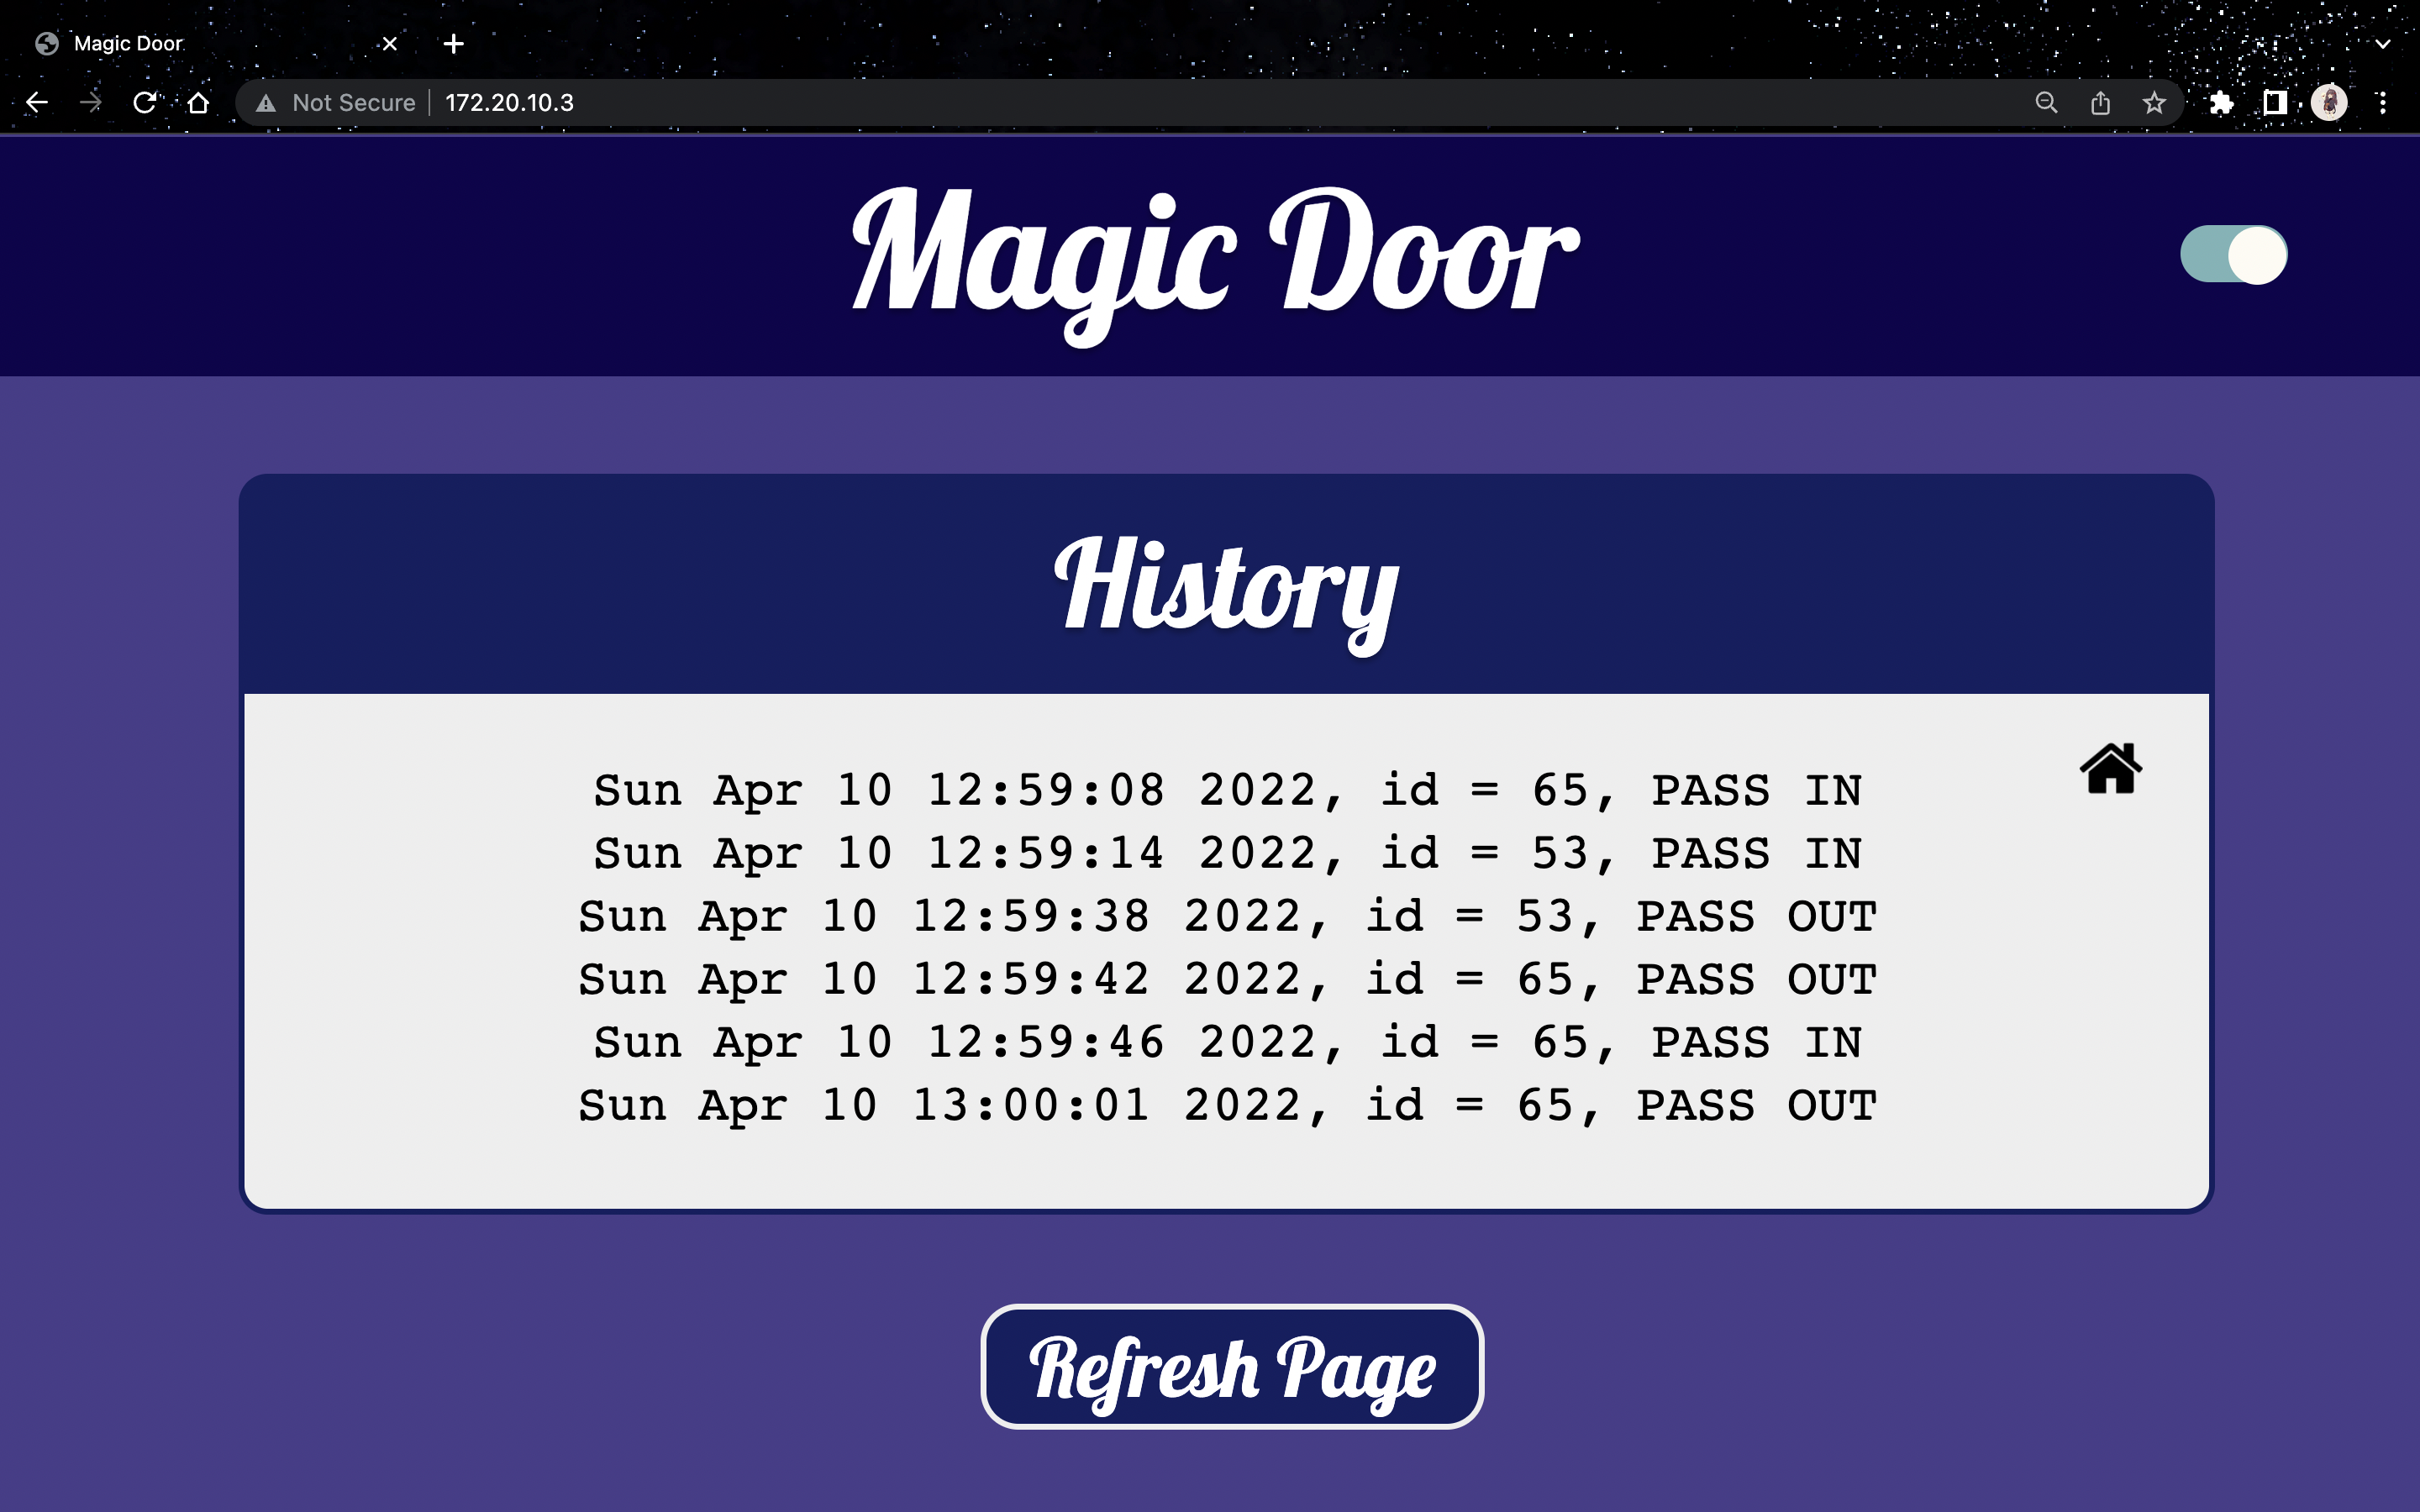 Magic Door
Not Secure 172.20.10.3
Magic Door
History
Sun Apr 10 12:59:08 2022, id = 65, PASS IN
Sun Apr 10 12:59:14 2022, id = 53, PASS IN
Sun Apr 10 12:59:38 2022, id = 53, PASS OUT
Sun Apr 10 12:59:42 2022, id = 65, PASS OUT
Sun Apr 10 12:59:46 2022, id = 65, PASS IN
Sun Apr 10 13:00:01 2022, id = 65, PASS OUT
Refresh Page